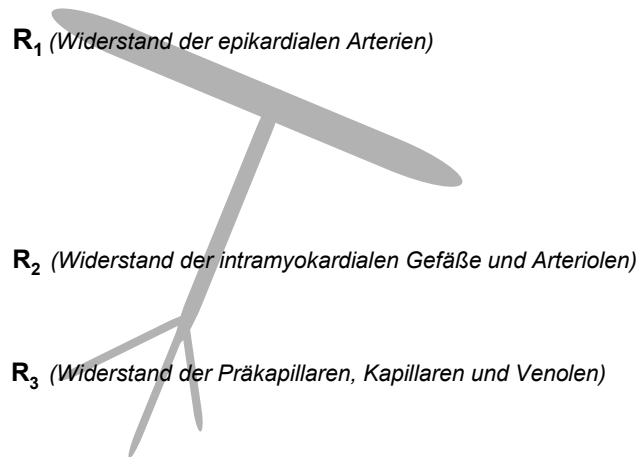 R₁ (Widerstand der epikardialen Arterien)
R₂ (Widerstand der intramyokardialen Gefäße und Arteriolen)
R₃ (Widerstand der Präkapillaren, Kapillaren und Venolen)